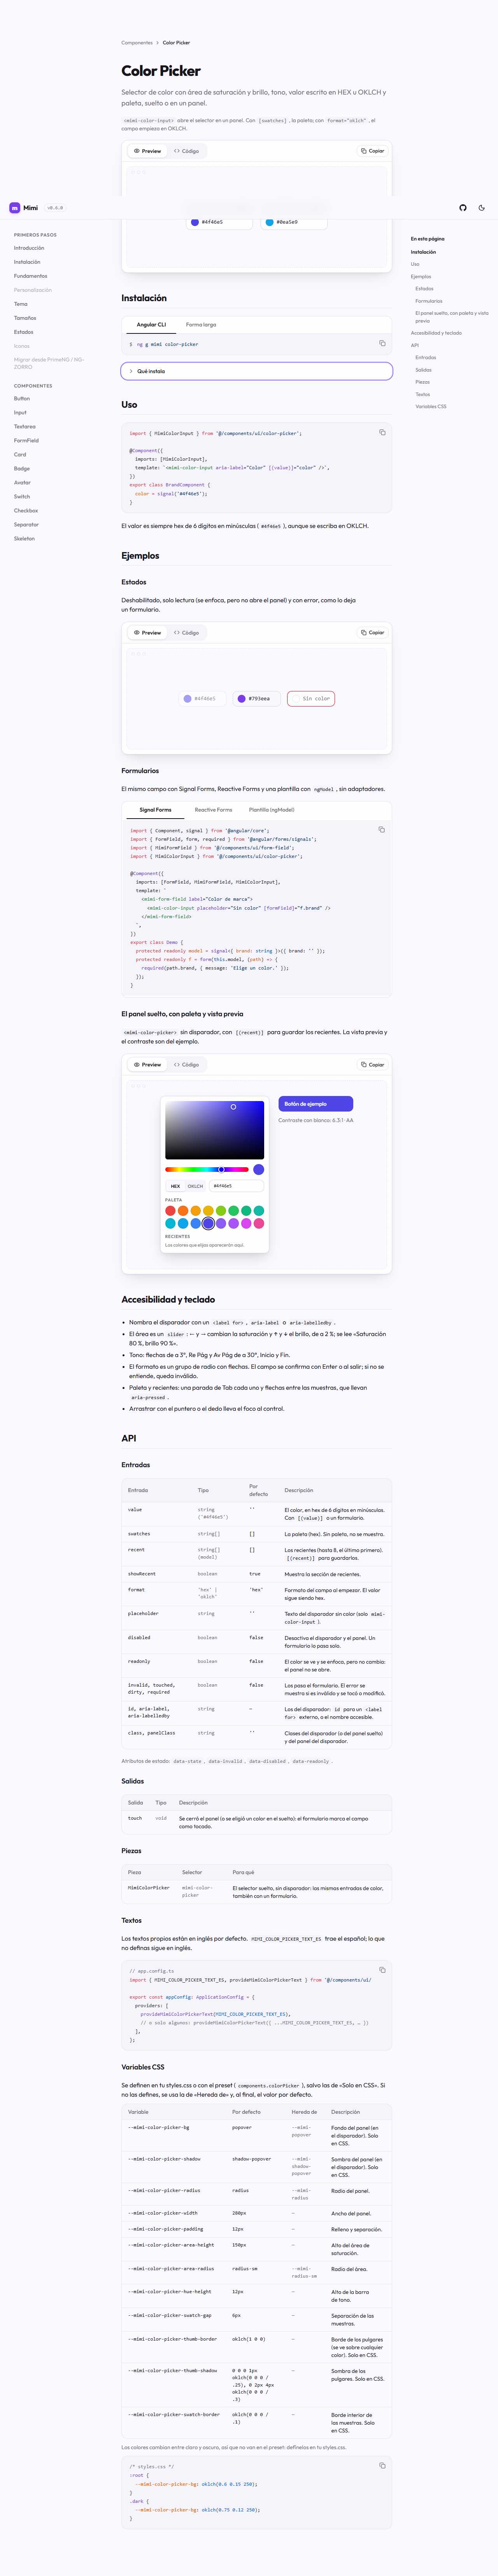 Componentes > Color Picker
Color Picker
Selector de color con área de saturación y brillo, tono, valor escrito en HEX u OKLCH y
paleta, suelto o en un panel.
<mimi-color-input> abre el selector en un panel. Con [swatches], la paleta; con format="oklch", el
campo empieza en OKLCH.
Preview Código Copiar
m Mimi v0.6.0
#4f46e5 #0ea5e9
PRIMEROS PASOS
Introducción
Instalación
Fundamentos
Personalización
Tema
Tamaños
Estados
Iconos
Migrar desde PrimeNG / NG-
ZORRO
COMPONENTES
Button
Input
Textarea
FormField
Card
Badge
Avatar
Switch
Checkbox
Separator
Skeleton
En esta página
Instalación
Uso
Ejemplos
Estados
Formularios
El panel suelto, con paleta y vista
previa
Accesibilidad y teclado
API
Entradas
Salidas
Piezas
Textos
Variables CSS
Instalación
Angular CLI Forma larga
$ ng g mimi color-picker
> Qué instala
Uso
import { MimiColorInput } from '@/components/ui/color-picker';
@Component({
imports: [MimiColorInput],
template: `<mimi-color-input aria-label="Color" [(value)]="color" />`,
})
export class BrandComponent {
color = signal('#4f46e5');
}
El valor es siempre hex de 6 dígitos en minúsculas ( #4f46e5 ), aunque se escriba en OKLCH.
Ejemplos
Estados
Deshabilitado, solo lectura (se enfoca, pero no abre el panel) y con error, como lo deja
un formulario.
Preview Código Copiar
#4f46e5 #793aea Sin color
Formularios
El mismo campo con Signal Forms, Reactive Forms y una plantilla con ngModel, sin adaptadores.
Signal Forms Reactive Forms Plantilla (ngModel)
import { Component, signal } from '@angular/core';
import { FormField, form, required } from '@angular/forms/signals';
import { MimiFormField } from '@/components/ui/form-field';
import { MimiColorInput } from '@/components/ui/color-picker';
@Component({
imports: [FormField, MimiFormField, MimiColorInput],
template: `
<mimi-form-field label="Color de marca">
<mimi-color-input placeholder="Sin color" [formField]="f.brand" />
</mimi-form-field>
`,
})
export class Demo {
protected readonly model = signal<{ brand: string }>({ brand: '' });
protected readonly f = form(this.model, (path) => {
required(path.brand, { message: 'Elige un color.' });
});
}
El panel suelto, con paleta y vista previa
<mimi-color-picker> sin disparador, con [(recent)] para guardar los recientes. La vista previa y
el contraste son del ejemplo.
Preview Código Copiar
Botón de ejemplo
Contraste con blanco: 6.3:1 · AA
HEX OKLCH #4f46e5
PALETA
RECIENTES
Los colores que elijas aparecerán aquí.
Accesibilidad y teclado
• Nombra el disparador con un <label for>, aria-label o aria-labelledby.
• El área es un slider: ← y → cambian la saturación y ↑ y ↓ el brillo, de a 2 %; se lee «Saturación
80 %, brillo 90 %».
• Tono: flechas de a 3°, Re Pág y Av Pág de a 30°, Inicio y Fin.
• El formato es un grupo de radio con flechas. El campo se confirma con Enter o al salir; si no se
entiende, queda inválido.
• Paleta y recientes: una parada de Tab cada uno y flechas entre las muestras, que llevan
aria-pressed.
• Arrastrar con el puntero o el dedo lleva el foco al control.
API
Entradas
Entrada Tipo Por defecto Descripción
value string ('#4f46e5') '' El color, en hex de 6 dígitos en minúsculas. Con [(value)] o un formulario.
swatches string[] [] La paleta (hex). Sin paleta, no se muestra.
recent string[] (model) [] Los recientes (hasta 8, el último primero). [(recent)] para guardarlos.
showRecent boolean true Muestra la sección de recientes.
format 'hex' | 'oklch' 'hex' Formato del campo al empezar. El valor sigue siendo hex.
placeholder string '' Texto del disparador sin color (solo mimi-color-input).
disabled boolean false Desactiva el disparador y el panel. Un formulario lo pasa solo.
readonly boolean false El color se ve y se enfoca, pero no cambia: el panel no se abre.
invalid, touched, dirty, required boolean false Los pasa el formulario. El error se muestra si es inválido y se tocó o modificó.
id, aria-label, aria-labelledby string — Los del disparador: id para un <label for> externo, o el nombre accesible.
class, panelClass string '' Clases del disparador (o del panel suelto) y del panel del disparador.
Atributos de estado: data-state, data-invalid, data-disabled, data-readonly.
Salidas
Salida Tipo Descripción
touch void Se cerró el panel (o se eligió un color en el suelto): el formulario marca el campo como tocado.
Piezas
Pieza Selector Para qué
MimiColorPicker mimi-color-picker El selector suelto, sin disparador: las mismas entradas de color, también con un formulario.
Textos
Los textos propios están en inglés por defecto. MIMI_COLOR_PICKER_TEXT_ES trae el español; lo que
no definas sigue en inglés.
// app.config.ts
import { MIMI_COLOR_PICKER_TEXT_ES, provideMimiColorPickerText } from '@/components/ui/
export const appConfig: ApplicationConfig = {
providers: [
provideMimiColorPickerText(MIMI_COLOR_PICKER_TEXT_ES),
// o solo algunos: provideMimiColorPickerText({ ...MIMI_COLOR_PICKER_TEXT_ES, … })
],
};
Variables CSS
Se definen en tu styles.css o con el preset ( components.colorPicker ), salvo las de «Solo en CSS». Si
no las defines, se usa la de «Hereda de» y, al final, el valor por defecto.
Variable Por defecto Hereda de Descripción
--mimi-color-picker-bg popover --mimi-popover Fondo del panel (en el disparador). Solo en CSS.
--mimi-color-picker-shadow shadow-popover --mimi-shadow-popover Sombra del panel (en el disparador). Solo en CSS.
--mimi-color-picker-radius radius --mimi-radius Radio del panel.
--mimi-color-picker-width 280px — Ancho del panel.
--mimi-color-picker-padding 12px — Relleno y separación.
--mimi-color-picker-area-height 150px — Alto del área de saturación.
--mimi-color-picker-area-radius radius-sm --mimi-radius-sm Radio del área.
--mimi-color-picker-hue-height 12px — Alto de la barra de tono.
--mimi-color-picker-swatch-gap 6px — Separación de las muestras.
--mimi-color-picker-thumb-border oklch(1 0 0) — Borde de los pulgares (se ve sobre cualquier color). Solo en CSS.
--mimi-color-picker-thumb-shadow 0 0 0 1px oklch(0 0 0 / .25), 0 2px 4px oklch(0 0 0 / .3) — Sombra de los pulgares. Solo en CSS.
--mimi-color-picker-swatch-border oklch(0 0 0 / .1) — Borde interior de las muestras. Solo en CSS.
Los colores cambian entre claro y oscuro, así que no van en el preset: defínelas en tu styles.css.
/* styles.css */
:root {
--mimi-color-picker-bg: oklch(0.6 0.15 250);
}
.dark {
--mimi-color-picker-bg: oklch(0.75 0.12 250);
}